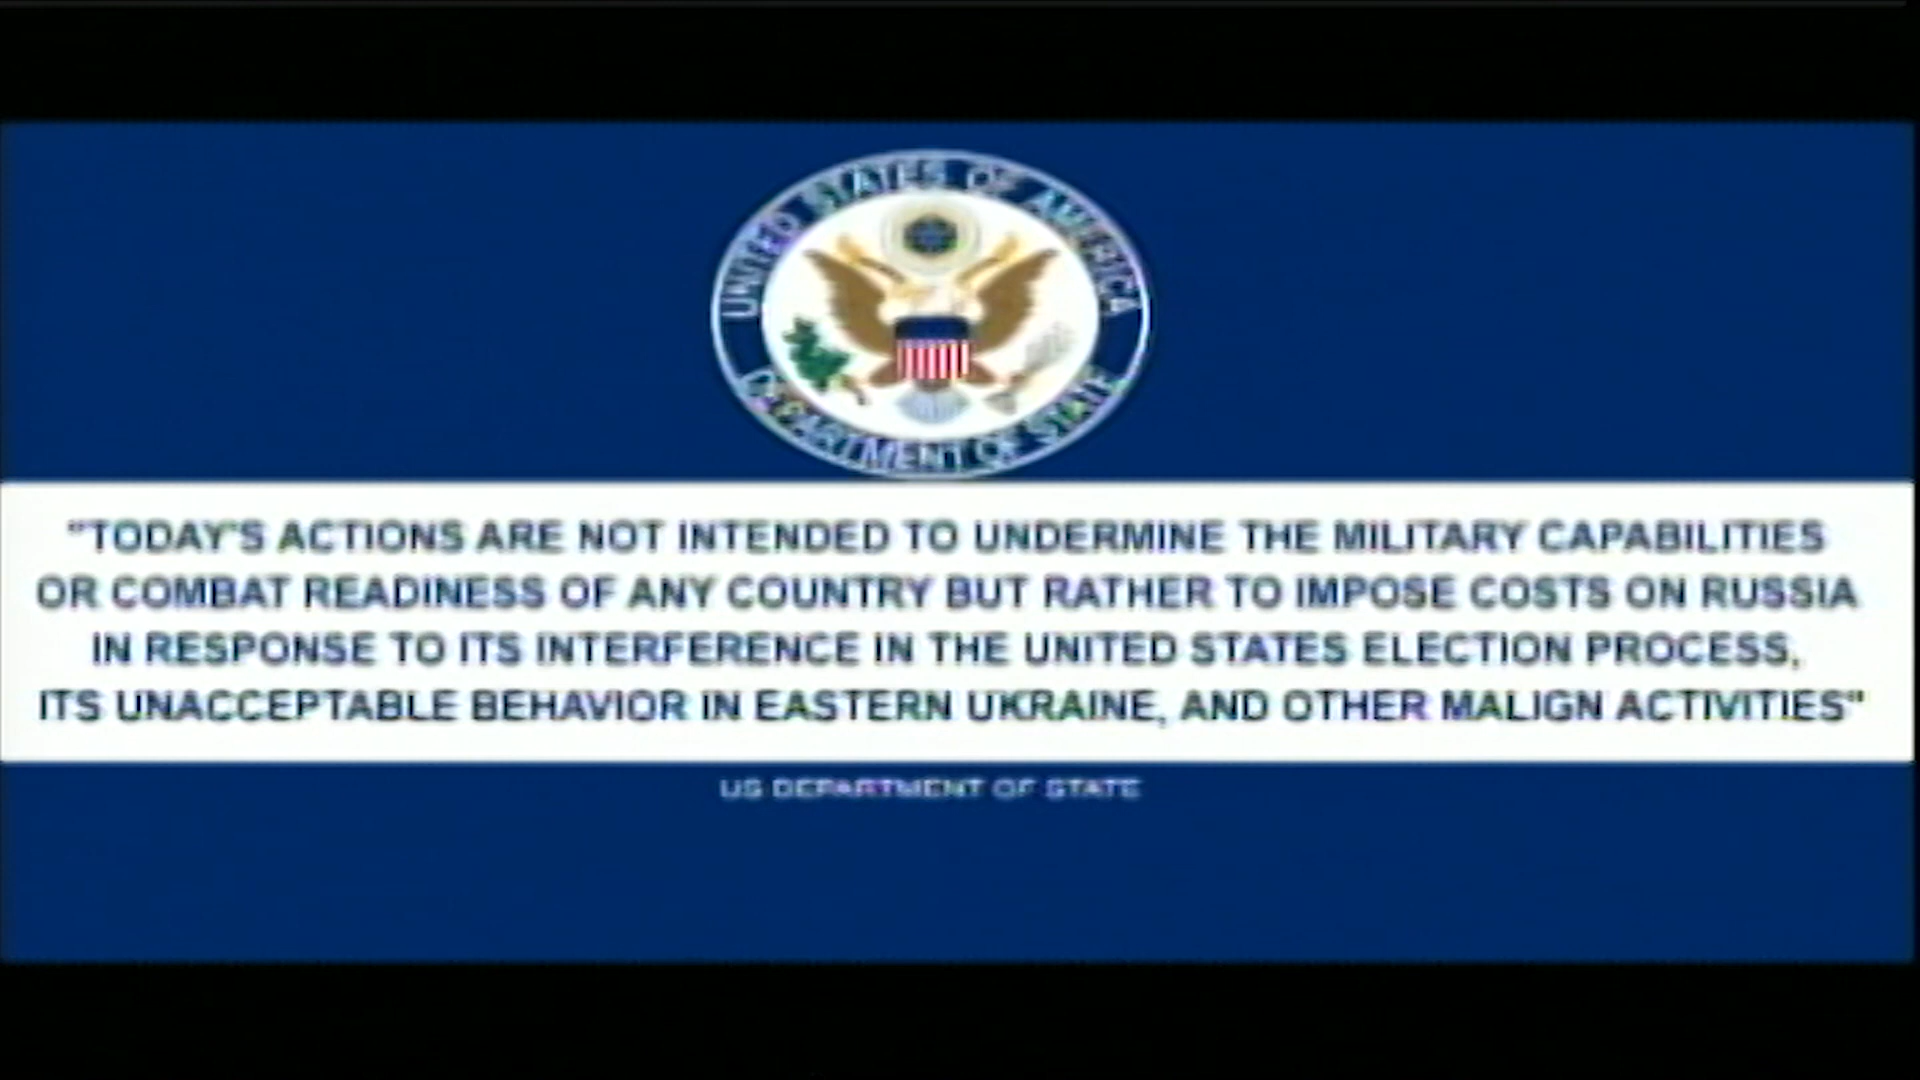 UNITED STATES OF AMERICA
DEPARTMENT OF STATE
"TODAY'S ACTIONS ARE NOT INTENDED TO UNDERMINE THE MILITARY CAPABILITIES
OR COMBAT READINESS OF ANY COUNTRY BUT RATHER TO IMPOSE COSTS ON RUSSIA
IN RESPONSE TO ITS INTERFERENCE IN THE UNITED STATES ELECTION PROCESS,
ITS UNACCEPTABLE BEHAVIOR IN EASTERN UKRAINE, AND OTHER MALIGN ACTIVITIES"
US DEPARTMENT OF STATE